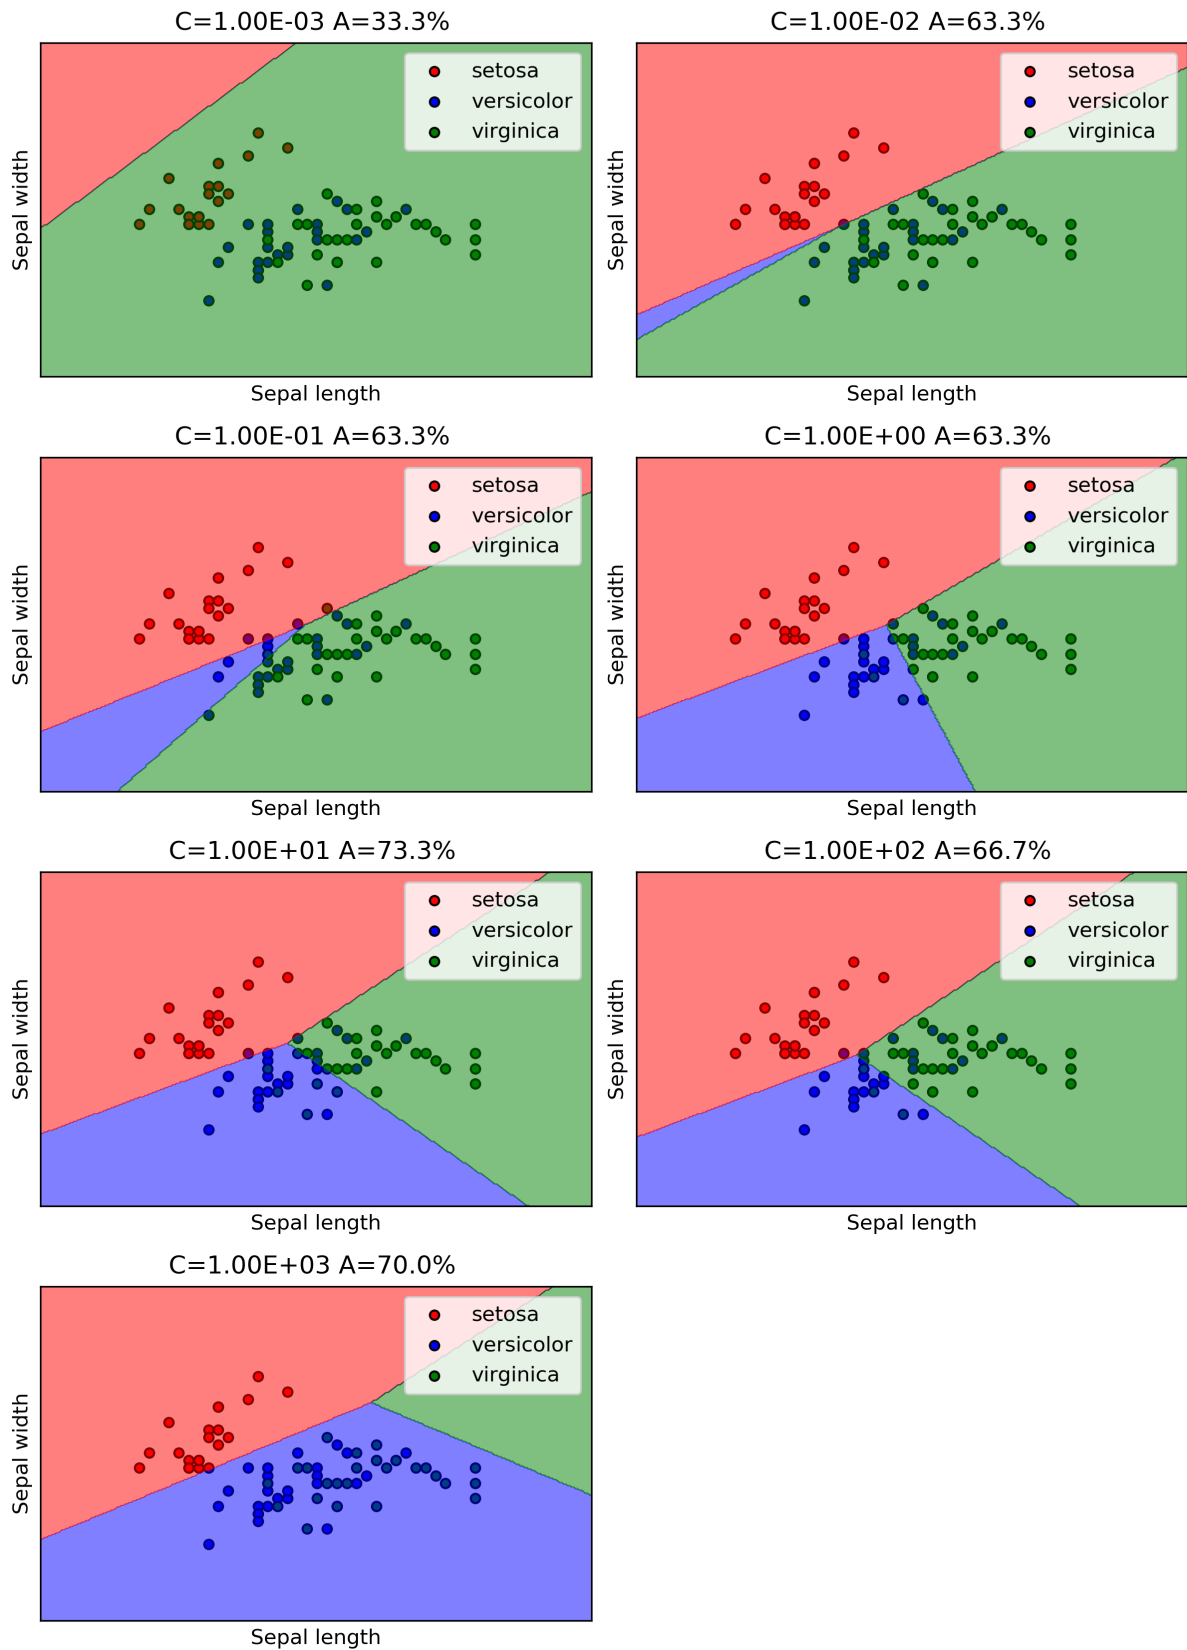 C=1.00E-03 A=33.3%
setosa
versicolor
virginica
Sepal width
Sepal length
C=1.00E-02 A=63.3%
setosa
versicolor
virginica
Sepal width
Sepal length
C=1.00E-01 A=63.3%
setosa
versicolor
virginica
Sepal width
Sepal length
C=1.00E+00 A=63.3%
setosa
versicolor
virginica
Sepal width
Sepal length
C=1.00E+01 A=73.3%
setosa
versicolor
virginica
Sepal width
Sepal length
C=1.00E+02 A=66.7%
setosa
versicolor
virginica
Sepal width
Sepal length
C=1.00E+03 A=70.0%
setosa
versicolor
virginica
Sepal width
Sepal length